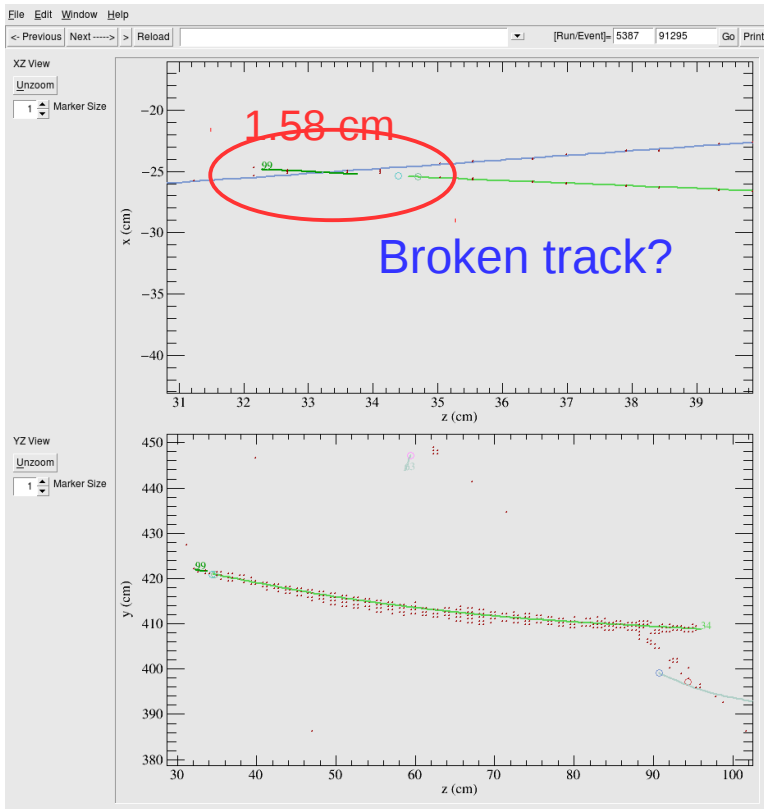 File Edit Window Help
<- Previous Next -----> > Reload [Run/Event]= 5387 91295 Go Print
XZ View
Unzoom
1 Marker Size
1.58 cm
99
Broken track?
−20
−25
−30
−35
−40
x (cm)
31 32 33 34 35 36 37 38 39
z (cm)
YZ View
Unzoom
1 Marker Size
450
440
430
420
410
400
390
380
y (cm)
99
34
30 40 50 60 70 80 90 100
z (cm)